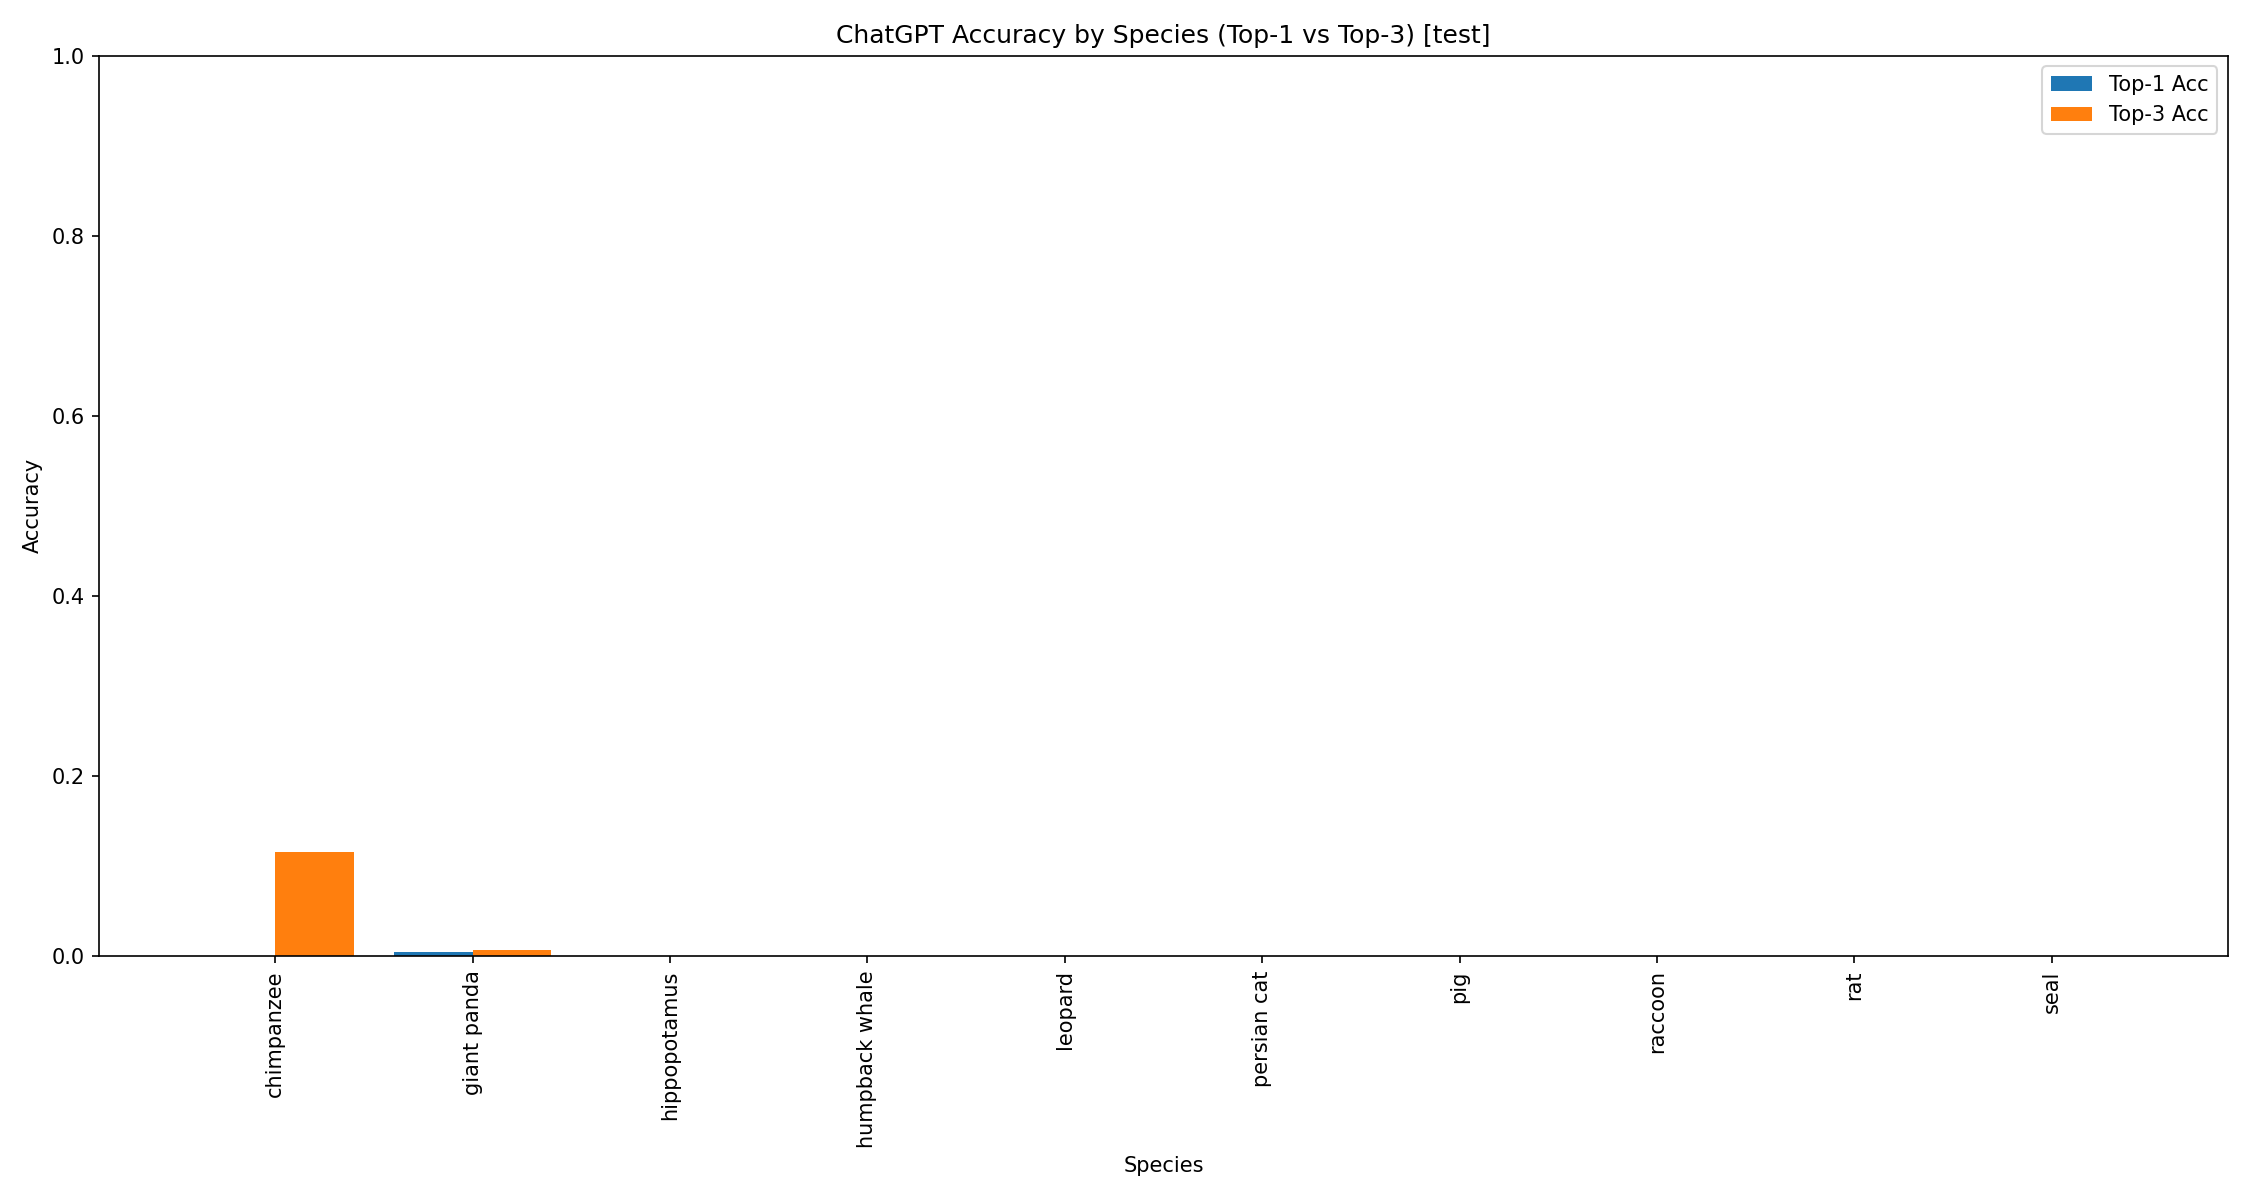 ChatGPT Accuracy by Species (Top-1 vs Top-3) [test]
Top-1 Acc
Top-3 Acc
1.0
0.8
0.6
0.4
0.2
0.0
Accuracy
chimpanzee
giant panda
hippopotamus
humpback whale
leopard
persian cat
pig
raccoon
rat
seal
Species